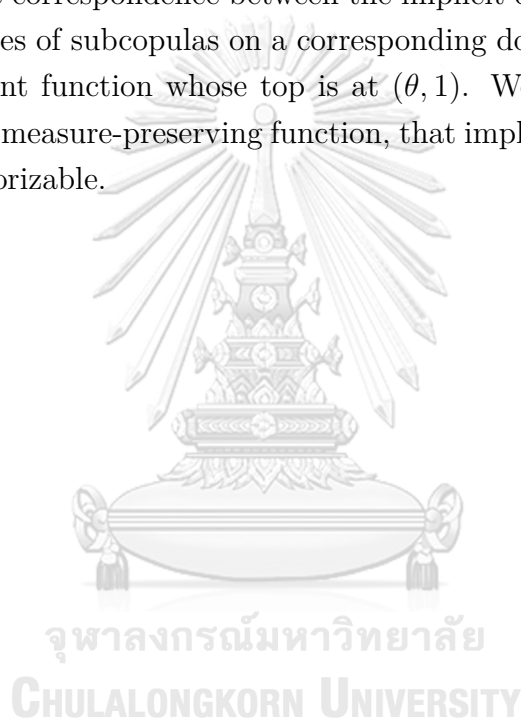 correspondence between the implicit
es of subcopulas on a corresponding do
nt function whose top is at (θ, 1). W
measure-preserving function, that impl
orizable.
จุฬาลงกรณ์มหาวิทยาลัย
CHULALONGKORN UNIVERSITY